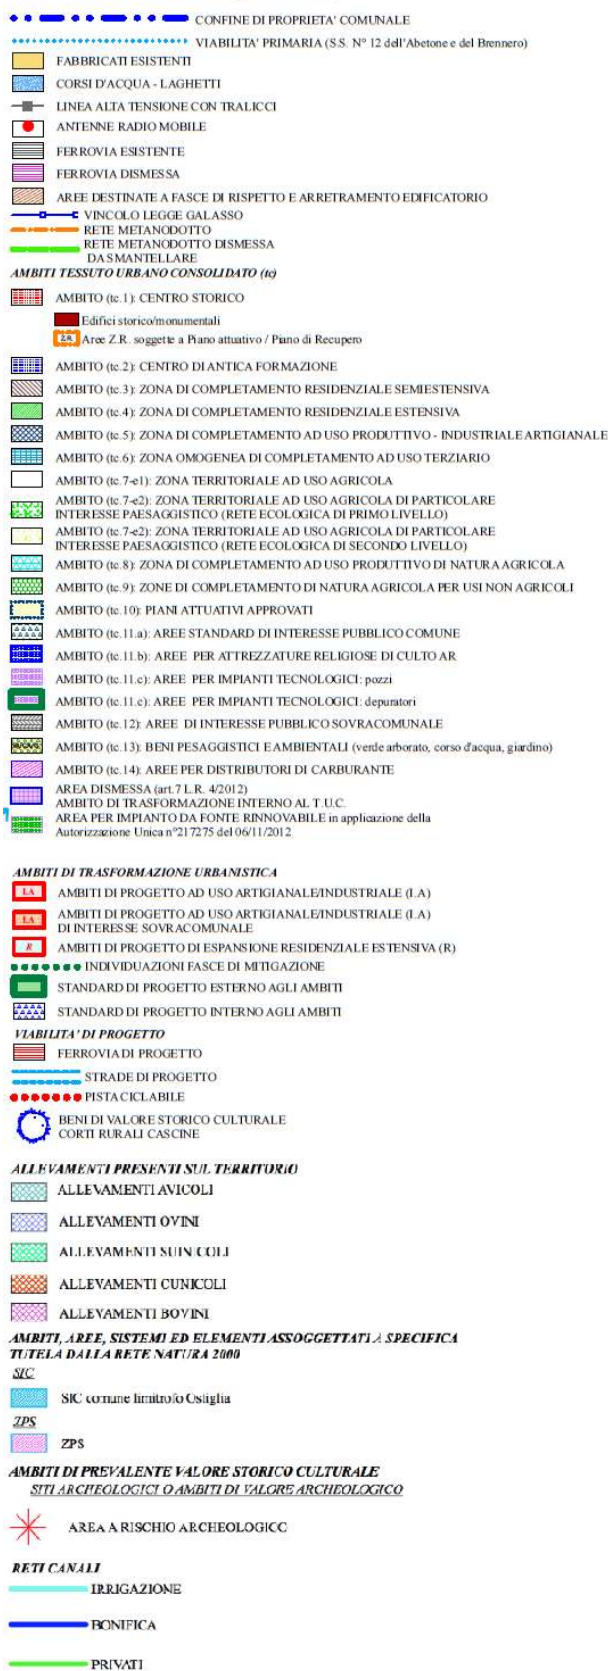 CONFINE DI PROPRIETA' COMUNALE
VIABILITA' PRIMARIA (S.S. N° 12 dell'Abetone e del Brennero)
FABBRICATI ESISTENTI
CORSI D'ACQUA - LAGHETTI
LINEA ALTA TENSIONE CON TRALICCI
ANTENNE RADIO MOBILE
FERROVIA ESISTENTE
FERROVIA DISMESSA
AREE DESTINATE A FASCE DI RISPETTO E ARRETRAMENTO EDIFICATORIO
VINCOLO LEGGE GALASSO
RETE METANODOTTO
RETE METANODOTTO DISMESSA
DA SMANTELLARE
AMBITI TESSUTO URBANO CONSOLIDATO (tc)
AMBITO (tc.1): CENTRO STORICO
Edifici storico/monumentali
Z.R. Aree Z.R. soggette a Piano attuativo / Piano di Recupero
AMBITO (tc.2): CENTRO DI ANTICA FORMAZIONE
AMBITO (tc.3): ZONA DI COMPLETAMENTO RESIDENZIALE SEMIESTENSIVA
AMBITO (tc.4): ZONA DI COMPLETAMENTO RESIDENZIALE ESTENSIVA
AMBITO (tc.5): ZONA DI COMPLETAMENTO AD USO PRODUTTIVO - INDUSTRIALE ARTIGIANALE
AMBITO (tc.6): ZONA OMOGENEA DI COMPLETAMENTO AD USO TERZIARIO
AMBITO (tc.7-e1): ZONA TERRITORIALE AD USO AGRICOLA
AMBITO (tc.7-e2): ZONA TERRITORIALE AD USO AGRICOLA DI PARTICOLARE
INTERESSE PAESAGGISTICO (RETE ECOLOGICA DI PRIMO LIVELLO)
AMBITO (tc.7-e2): ZONA TERRITORIALE AD USO AGRICOLA DI PARTICOLARE
INTERESSE PAESAGGISTICO (RETE ECOLOGICA DI SECONDO LIVELLO)
AMBITO (tc.8): ZONA DI COMPLETAMENTO AD USO PRODUTTIVO DI NATURA AGRICOLA
AMBITO (tc.9): ZONE DI COMPLETAMENTO DI NATURA AGRICOLA PER USI NON AGRICOLI
AMBITO (tc.10): PIANI ATTUATIVI APPROVATI
AMBITO (tc.11.a): AREE STANDARD DI INTERESSE PUBBLICO COMUNE
AMBITO (tc.11.b): AREE PER ATTREZZATURE RELIGIOSE DI CULTO AR
AMBITO (tc.11.c): AREE PER IMPIANTI TECNOLOGICI: pozzi
AMBITO (tc.11.c): AREE PER IMPIANTI TECNOLOGICI: depuratori
AMBITO (tc.12): AREE DI INTERESSE PUBBLICO SOVRACOMUNALE
AMBITO (tc.13): BENI PESAGGISTICI E AMBIENTALI (verde arborato, corso d'acqua, giardino)
AMBITO (tc.14): AREE PER DISTRIBUTORI DI CARBURANTE
AREA DISMESSA (art.7 L.R. 4/2012)
AMBITO DI TRASFORMAZIONE INTERNO AL T.U.C.
AREA PER IMPIANTO DA FONTE RINNOVABILE in applicazione della
Autorizzazione Unica n°217275 del 06/11/2012
AMBITI DI TRASFORMAZIONE URBANISTICA
I.A AMBITI DI PROGETTO AD USO ARTIGIANALE/INDUSTRIALE (I.A)
I.A AMBITI DI PROGETTO AD USO ARTIGIANALE/INDUSTRIALE (I.A)
DI INTERESSE SOVRACOMUNALE
R AMBITI DI PROGETTO DI ESPANSIONE RESIDENZIALE ESTENSIVA (R)
INDIVIDUAZIONI FASCE DI MITIGAZIONE
STANDARD DI PROGETTO ESTERNO AGLI AMBITI
STANDARD DI PROGETTO INTERNO AGLI AMBITI
VIABILITA' DI PROGETTO
FERROVIA DI PROGETTO
STRADE DI PROGETTO
PISTA CICLABILE
BENI DI VALORE STORICO CULTURALE
CORTI RURALI CASCINE
ALLEVAMENTI PRESENTI SUL TERRITORIO
ALLEVAMENTI AVICOLI
ALLEVAMENTI OVINI
ALLEVAMENTI SUINICOLI
ALLEVAMENTI CUNICOLI
ALLEVAMENTI BOVINI
AMBITI, AREE, SISTEMI ED ELEMENTI ASSOGGETTATI A SPECIFICA
TUTELA DALLA RETE NATURA 2000
SIC
SIC comune limitrofo Ostiglia
ZPS
ZPS
AMBITI DI PREVALENTE VALORE STORICO CULTURALE
SITI ARCHEOLOGICI O AMBITI DI VALORE ARCHEOLOGICO
AREA A RISCHIO ARCHEOLOGICO
RETI CANALI
IRRIGAZIONE
BONIFICA
PRIVATI